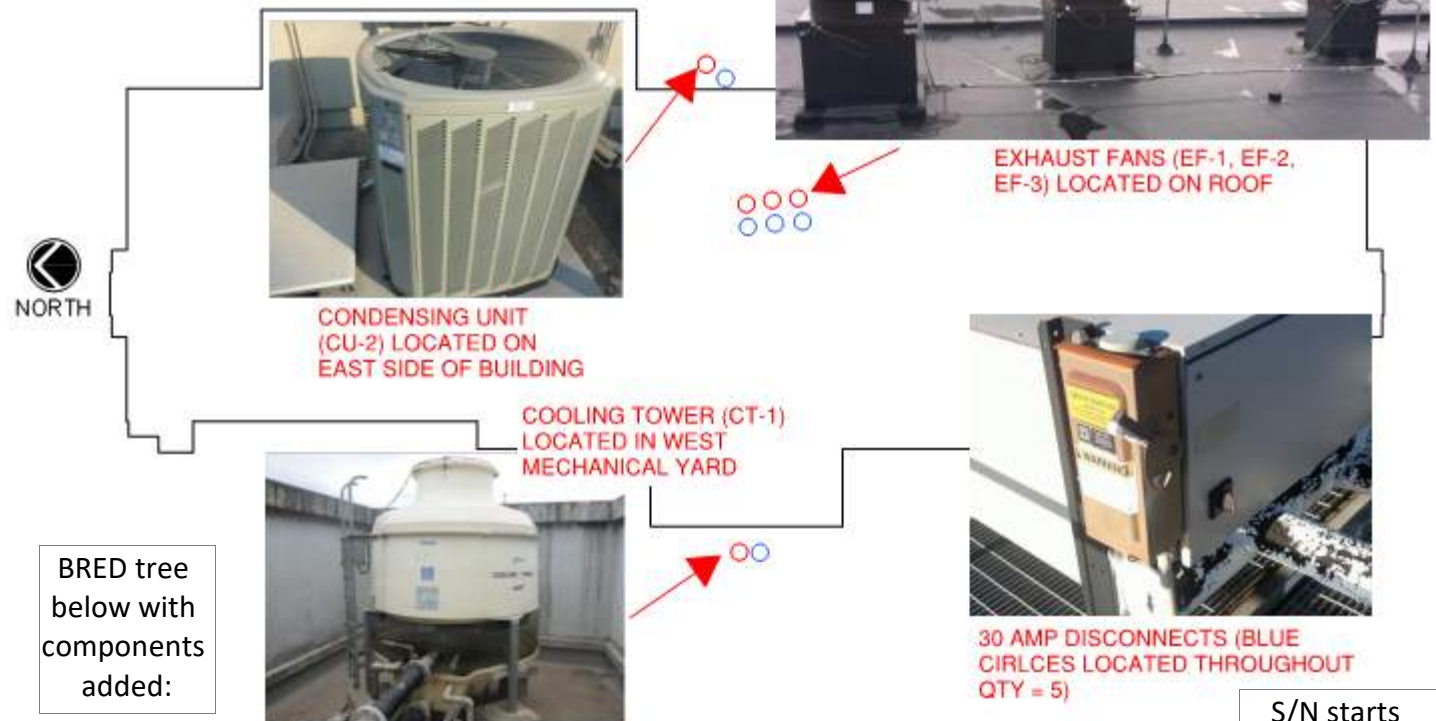 EXHAUST FANS (EF-1, EF-2,
EF-3) LOCATED ON ROOF
NORTH
CONDENSING UNIT
(CU-2) LOCATED ON
EAST SIDE OF BUILDING
COOLING TOWER (CT-1)
LOCATED IN WEST
MECHANICAL YARD
WARNING
BRED tree
below with
components
added:
30 AMP DISCONNECTS (BLUE
CIRLCES LOCATED THROUGHOUT
QTY = 5)
S/N starts